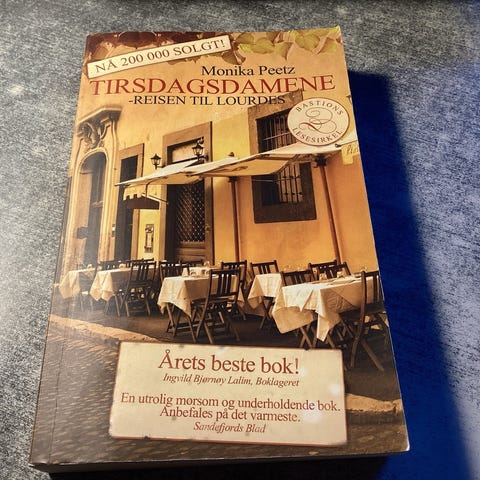 NÅ 200 000 SOLGT!
Monika Peetz
TIRSDAGSDAMENE
-REISEN TIL LOURDES
BASTIONS
LESESIRKEL
Årets beste bok!
Ingvild Bjørnøy Lalim, Boklageret
En utrolig morsom og underholdende bok.
Anbefales på det varmeste.
Sandefjords Blad